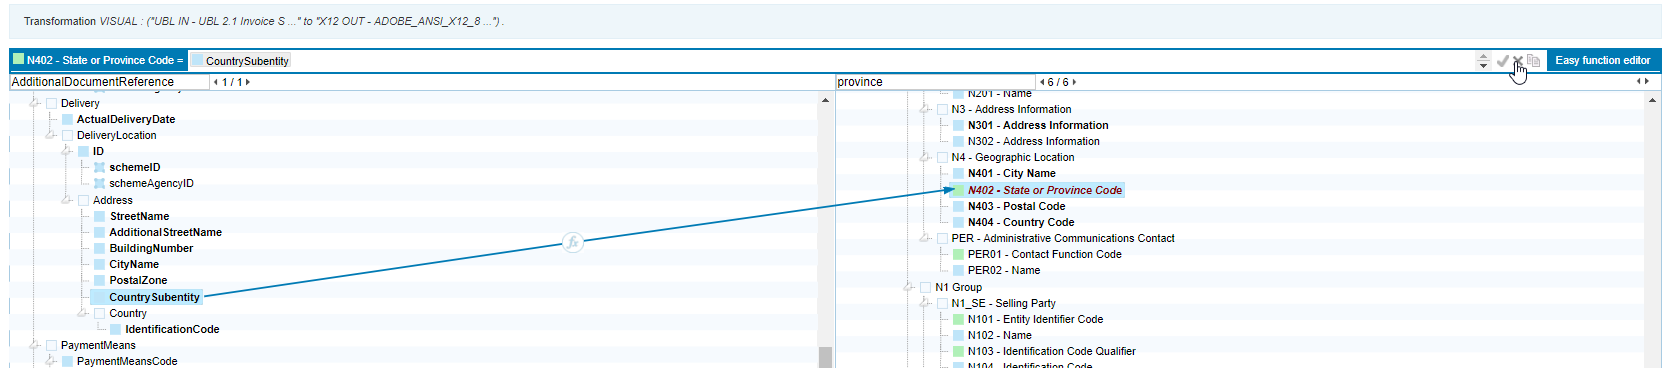 Transformation VISUAL : ("UBL IN - UBL 2.1 Invoice S ..." to "X12 OUT - ADOBE_ANSI_X12_8 ...") .
N402 - State or Province Code = CountrySubentity Easy function editor
AdditionalDocumentReference 1 / 1
Delivery
ActualDeliveryDate
DeliveryLocation
ID
schemeID
schemeAgencyID
Address
StreetName
AdditionalStreetName
BuildingNumber
CityName
PostalZone
CountrySubentity
Country
IdentificationCode
PaymentMeans
PaymentMeansCode
fx
province 6 / 6
N201 - Name
N3 - Address Information
N301 - Address Information
N302 - Address Information
N4 - Geographic Location
N401 - City Name
N402 - State or Province Code
N403 - Postal Code
N404 - Country Code
PER - Administrative Communications Contact
PER01 - Contact Function Code
PER02 - Name
N1 Group
N1_SE - Selling Party
N101 - Entity Identifier Code
N102 - Name
N103 - Identification Code Qualifier
N104 - Identification Code